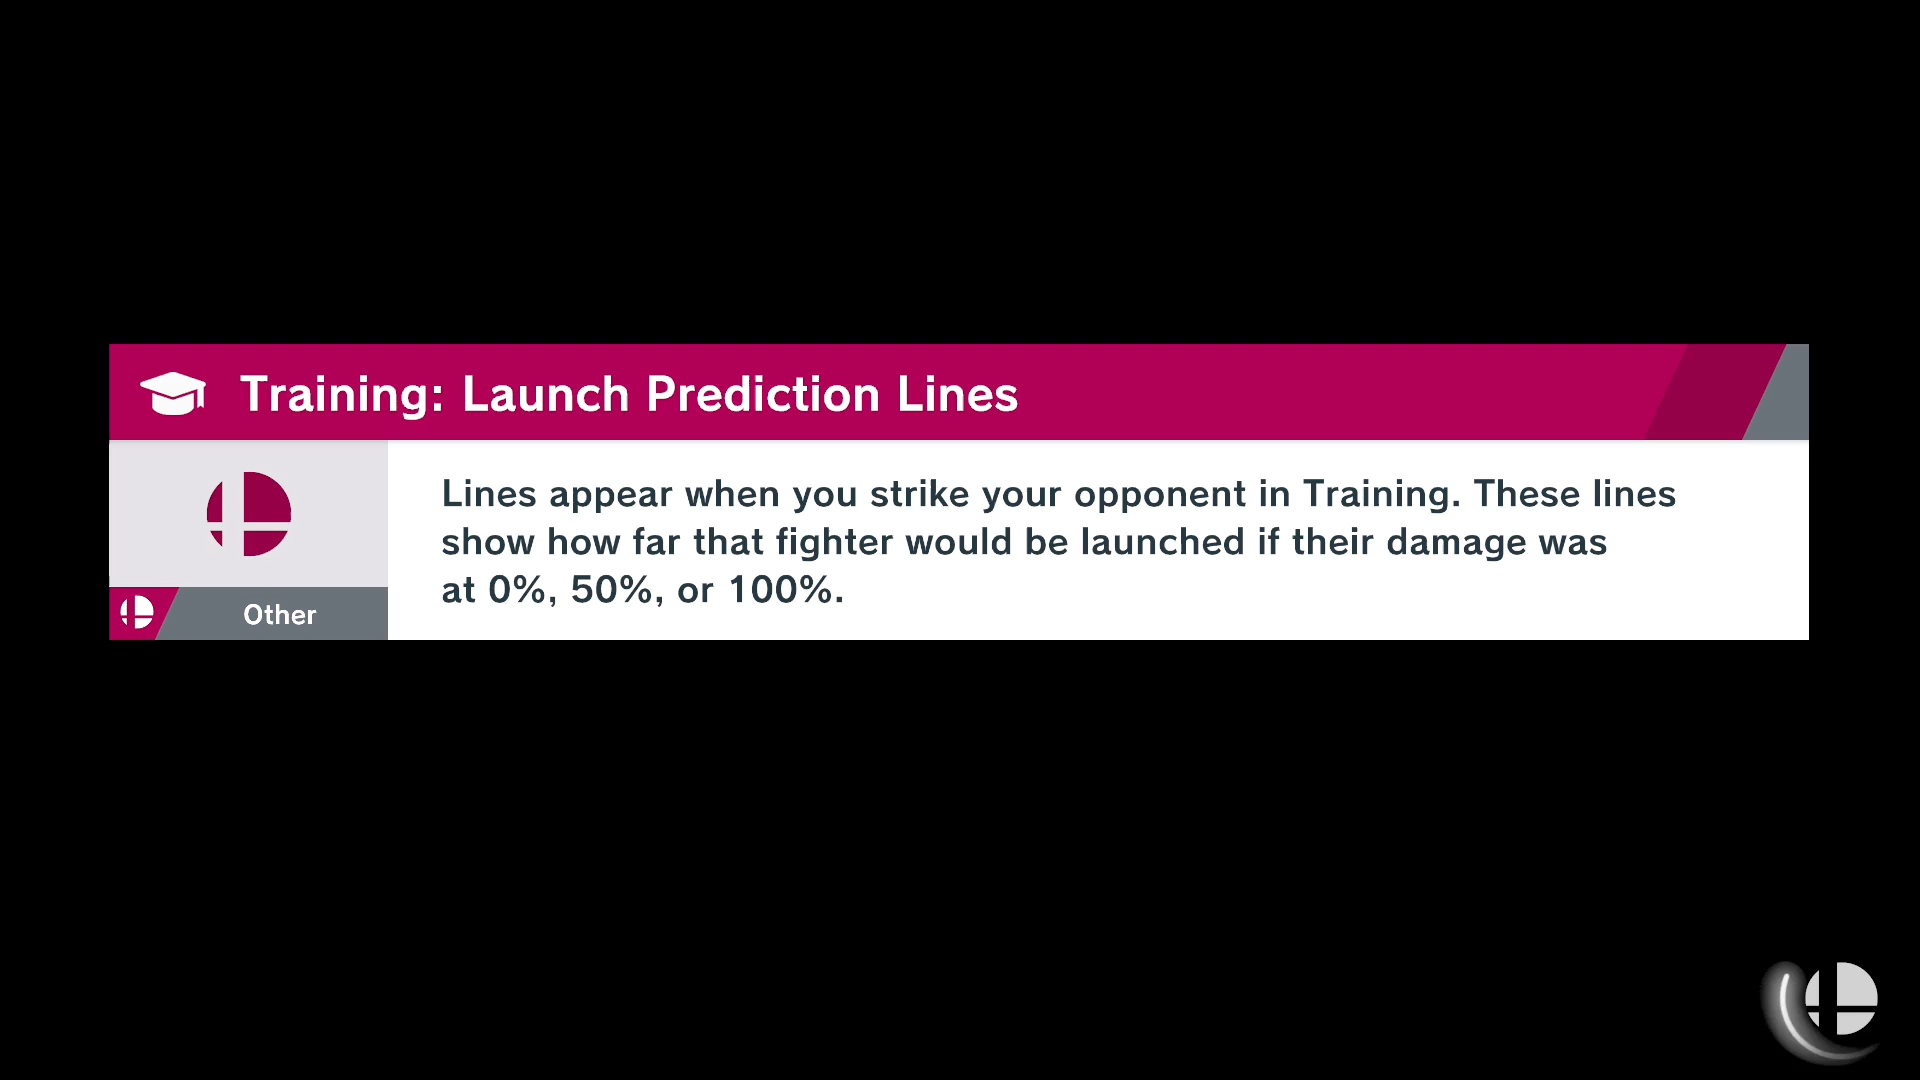 Training: Launch Prediction Lines
Lines appear when you strike your opponent in Training. These lines
show how far that fighter would be launched if their damage was
at 0%, 50%, or 100%.
Other